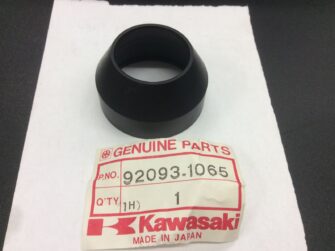 GENUINE PARTS
P.NO. 92093-1065
Q'TY 1H) 1
Kawasaki
MADE IN JAPAN